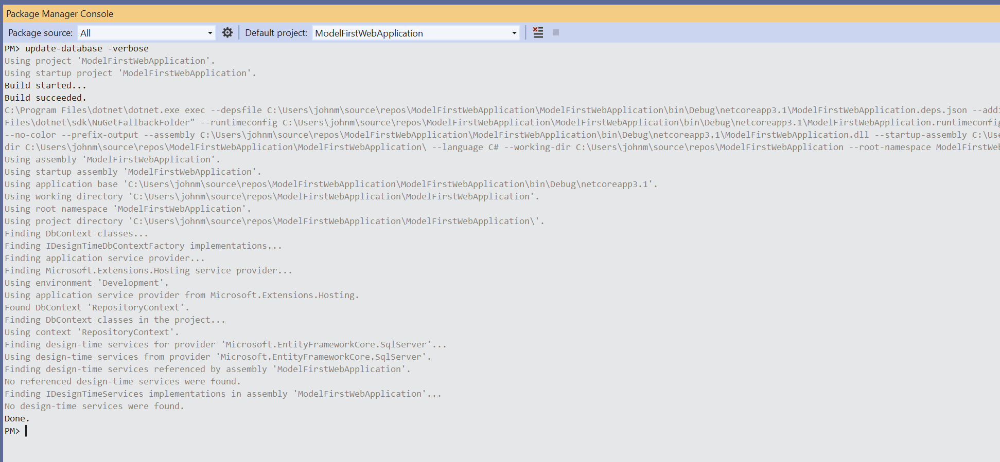 Package Manager Console
Package source: All Default project: ModelFirstWebApplication
PM> update-database -verbose
Using project 'ModelFirstWebApplication'.
Using startup project 'ModelFirstWebApplication'.
Build started...
Build succeeded.
C:\Program Files\dotnet\dotnet.exe exec --depsfile C:\Users\johnm\source\repos\ModelFirstWebApplication\ModelFirstWebApplication\bin\Debug\netcoreapp3.1\ModelFirstWebApplication.deps.json --addi
Files\dotnet\sdk\NuGetFallbackFolder" --runtimeconfig C:\Users\johnm\source\repos\ModelFirstWebApplication\ModelFirstWebApplication\bin\Debug\netcoreapp3.1\ModelFirstWebApplication.runtimeconfig
--no-color --prefix-output --assembly C:\Users\johnm\source\repos\ModelFirstWebApplication\ModelFirstWebApplication\bin\Debug\netcoreapp3.1\ModelFirstWebApplication.dll --startup-assembly C:\Use
dir C:\Users\johnm\source\repos\ModelFirstWebApplication\ModelFirstWebApplication\ --language C# --working-dir C:\Users\johnm\source\repos\ModelFirstWebApplication --root-namespace ModelFirstWeb
Using assembly 'ModelFirstWebApplication'.
Using startup assembly 'ModelFirstWebApplication'.
Using application base 'C:\Users\johnm\source\repos\ModelFirstWebApplication\ModelFirstWebApplication\bin\Debug\netcoreapp3.1'.
Using working directory 'C:\Users\johnm\source\repos\ModelFirstWebApplication\ModelFirstWebApplication'.
Using root namespace 'ModelFirstWebApplication'.
Using project directory 'C:\Users\johnm\source\repos\ModelFirstWebApplication\ModelFirstWebApplication\'.
Finding DbContext classes...
Finding IDesignTimeDbContextFactory implementations...
Finding application service provider...
Finding Microsoft.Extensions.Hosting service provider...
Using environment 'Development'.
Using application service provider from Microsoft.Extensions.Hosting.
Found DbContext 'RepositoryContext'.
Finding DbContext classes in the project...
Using context 'RepositoryContext'.
Finding design-time services for provider 'Microsoft.EntityFrameworkCore.SqlServer'...
Using design-time services from provider 'Microsoft.EntityFrameworkCore.SqlServer'.
Finding design-time services referenced by assembly 'ModelFirstWebApplication'.
No referenced design-time services were found.
Finding IDesignTimeServices implementations in assembly 'ModelFirstWebApplication'...
No design-time services were found.
Done.
PM>